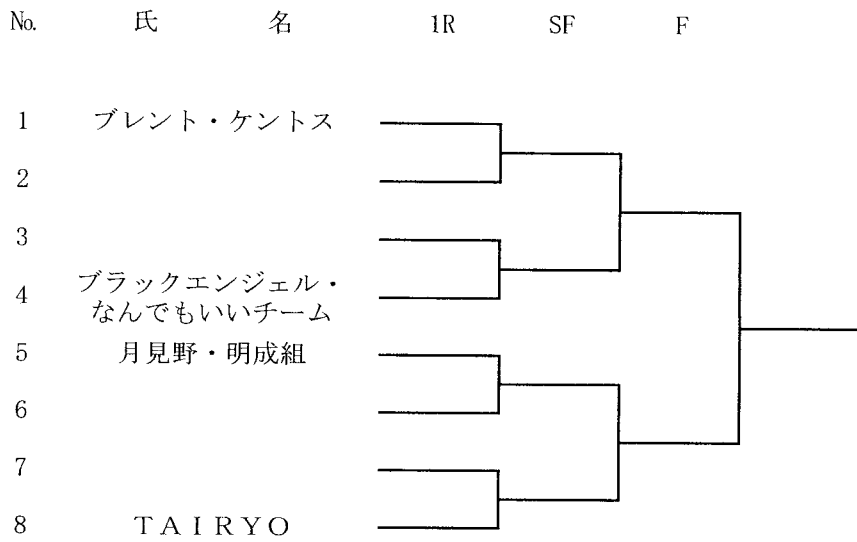 No. 氏 名 1R SF F
1 ブレント・ケントス
2
3
4 ブラックエンジェル・
なんでもいいチーム
5 月見野・明成組
6
7
8 ＴＡＩＲＹＯ